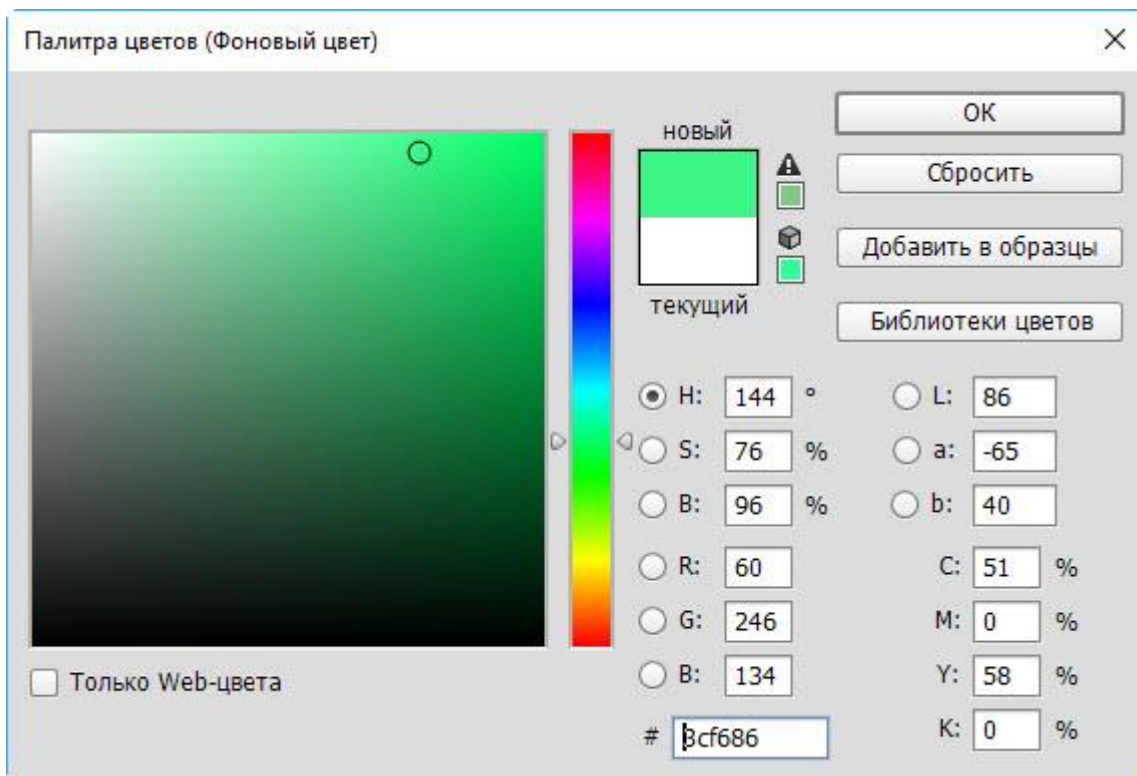 Палитра цветов (Фоновый цвет)
новый
текущий
OK
Сбросить
Добавить в образцы
Библиотеки цветов
H: 144 °
S: 76 %
B: 96 %
R: 60
G: 246
B: 134
# 3cf686
L: 86
a: -65
b: 40
C: 51 %
M: 0 %
Y: 58 %
K: 0 %
Только Web-цвета